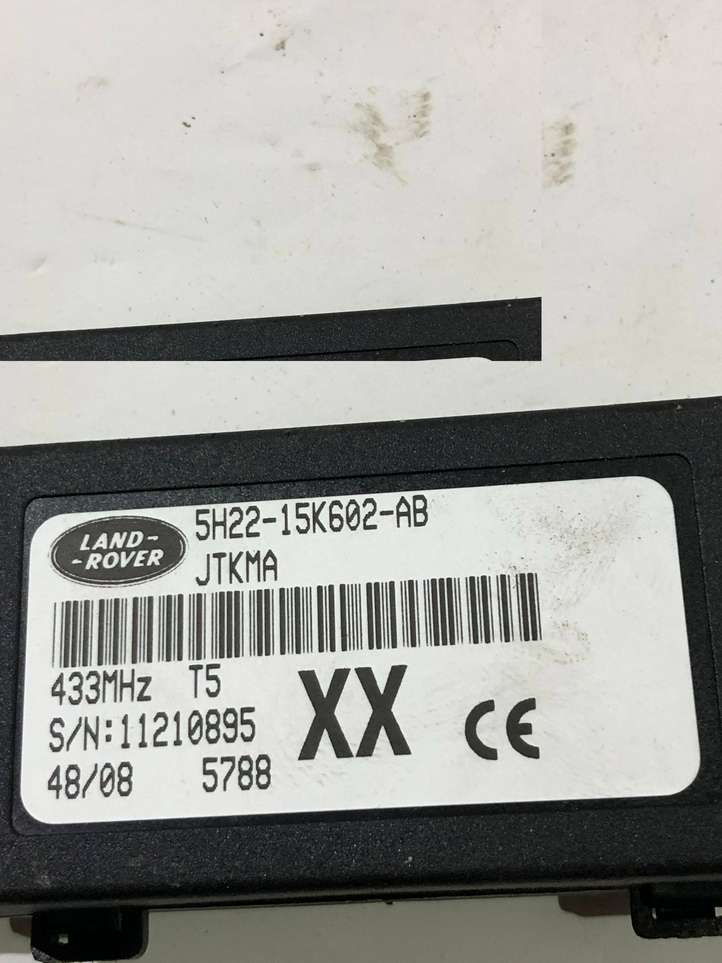 LAND-
-ROVER
5H22-15K602-AB
JTKMA
433MHz T5
S/N:11210895
48/08 5788
XX
CE